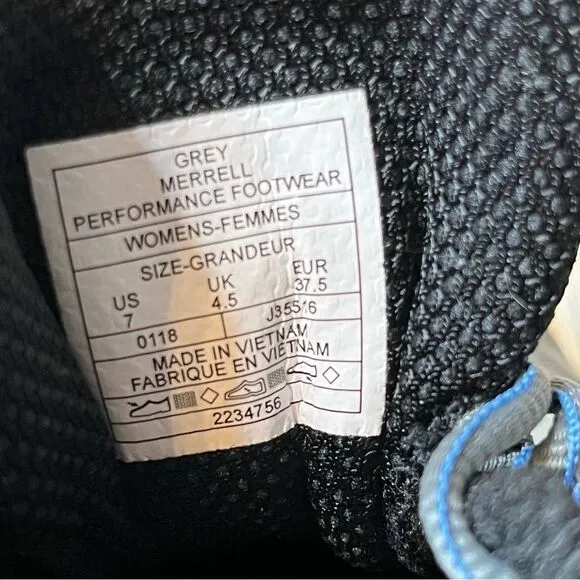 GREY
MERRELL
PERFORMANCE FOOTWEAR
WOMENS-FEMMES
SIZE-GRANDEUR
US UK EUR
7 4.5 37.5
0118 J35516
MADE IN VIETNAM
FABRIQUE EN VIETNAM
2234756